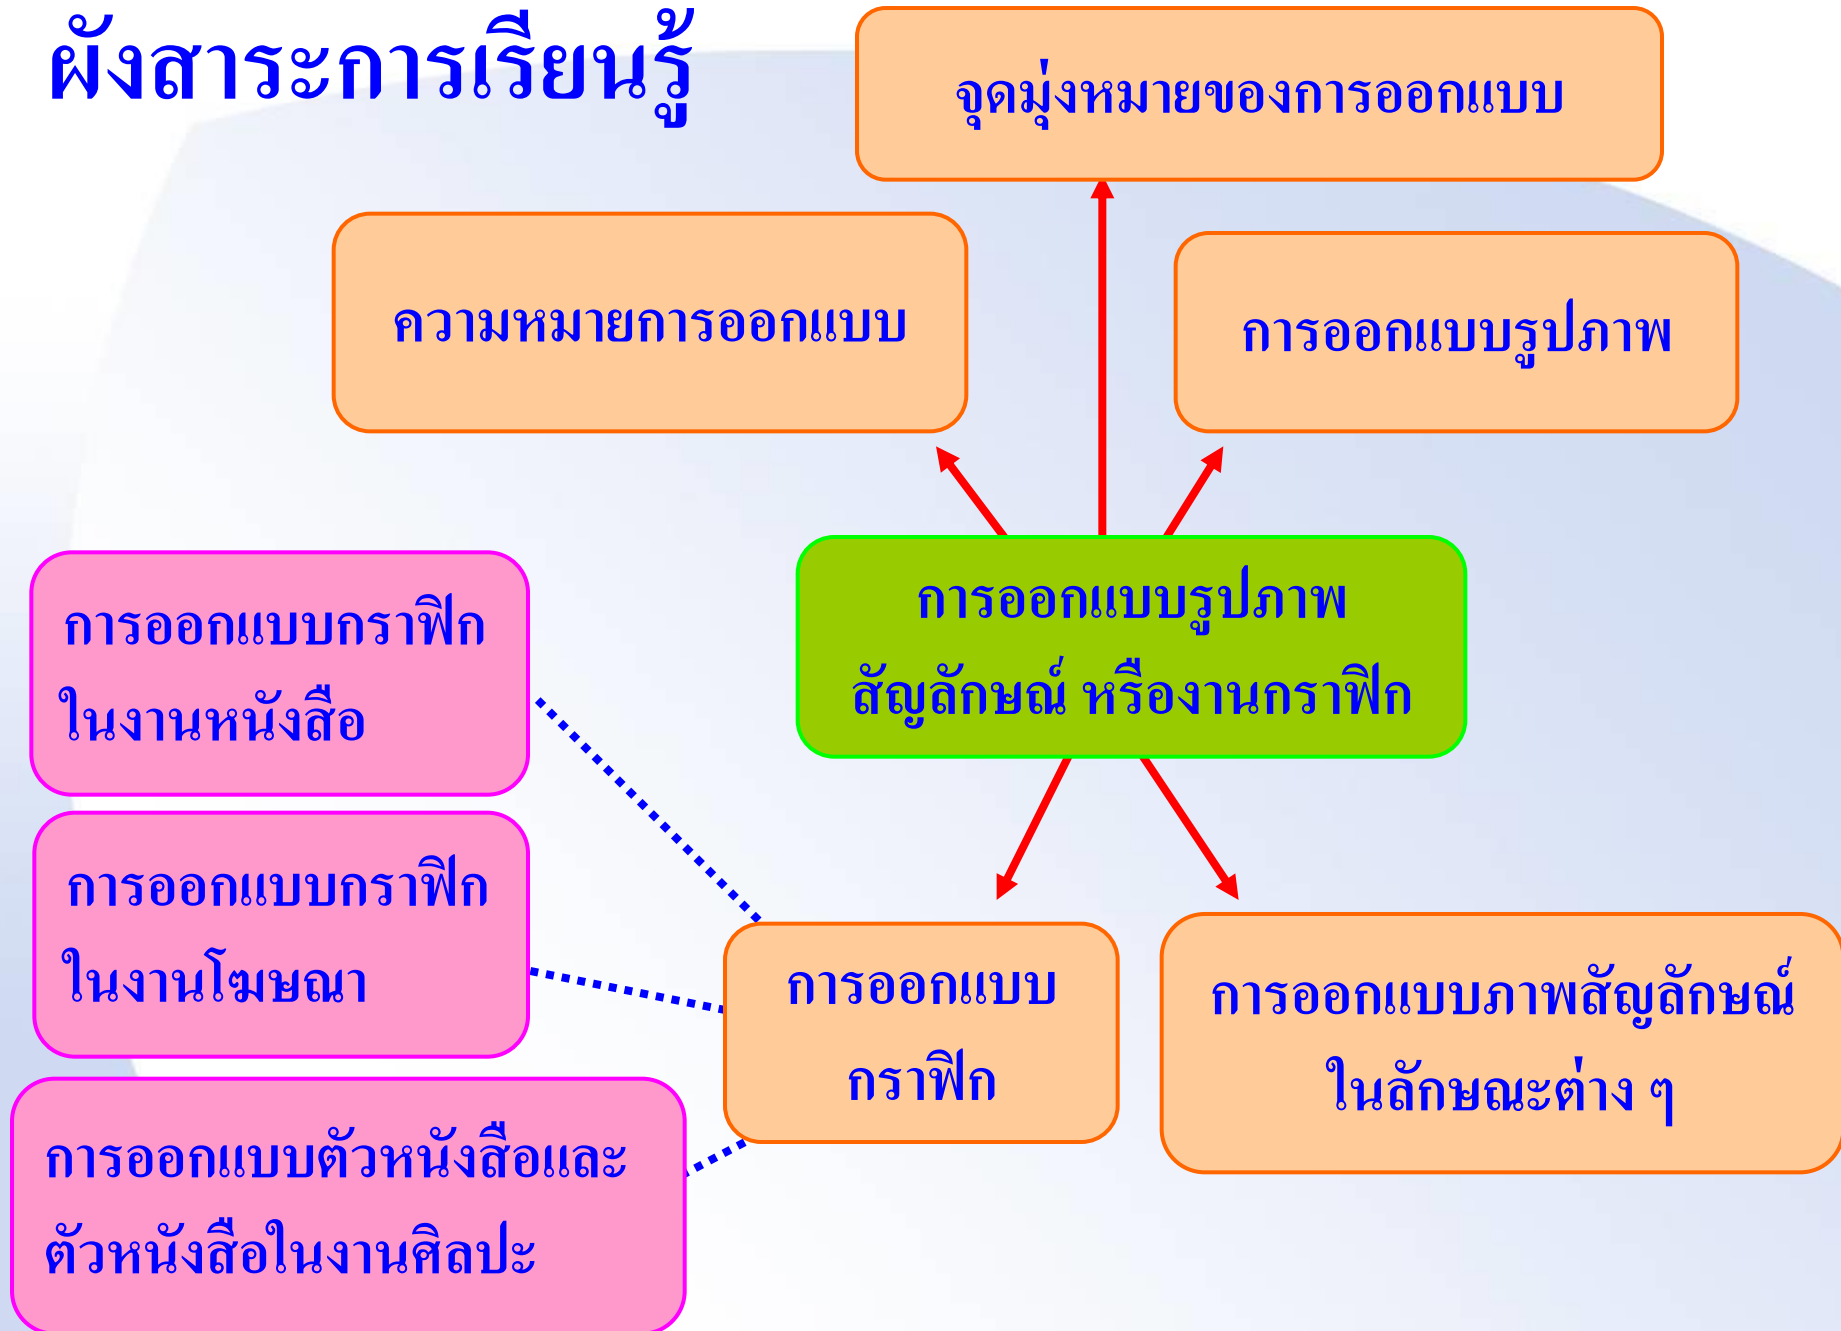 ผังสาระการเรียนรู้
จุดมุ่งหมายของการออกแบบ
ความหมายการออกแบบ
การออกแบบรูปภาพ
การออกแบบรูปภาพ
สัญลักษณ์ หรืองานกราฟิก
การออกแบบกราฟิก
ในงานหนังสือ
การออกแบบกราฟิก
ในงานโฆษณา
การออกแบบตัวหนังสือและ
ตัวหนังสือในงานศิลปะ
การออกแบบ
กราฟิก
การออกแบบภาพสัญลักษณ์
ในลักษณะต่าง ๆ